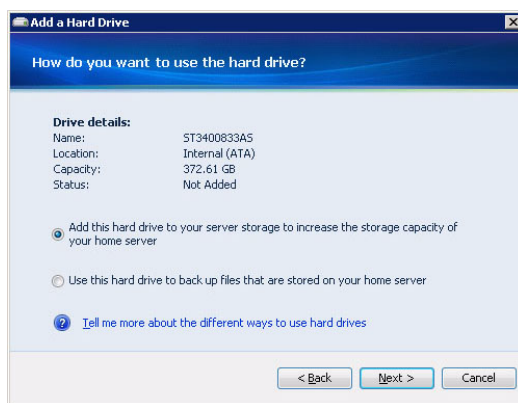 Add a Hard Drive
How do you want to use the hard drive?
Drive details:
Name: ST3400833AS
Location: Internal (ATA)
Capacity: 372.61 GB
Status: Not Added
Add this hard drive to your server storage to increase the storage capacity of
your home server
Use this hard drive to back up files that are stored on your home server
Tell me more about the different ways to use hard drives
< Back Next > Cancel